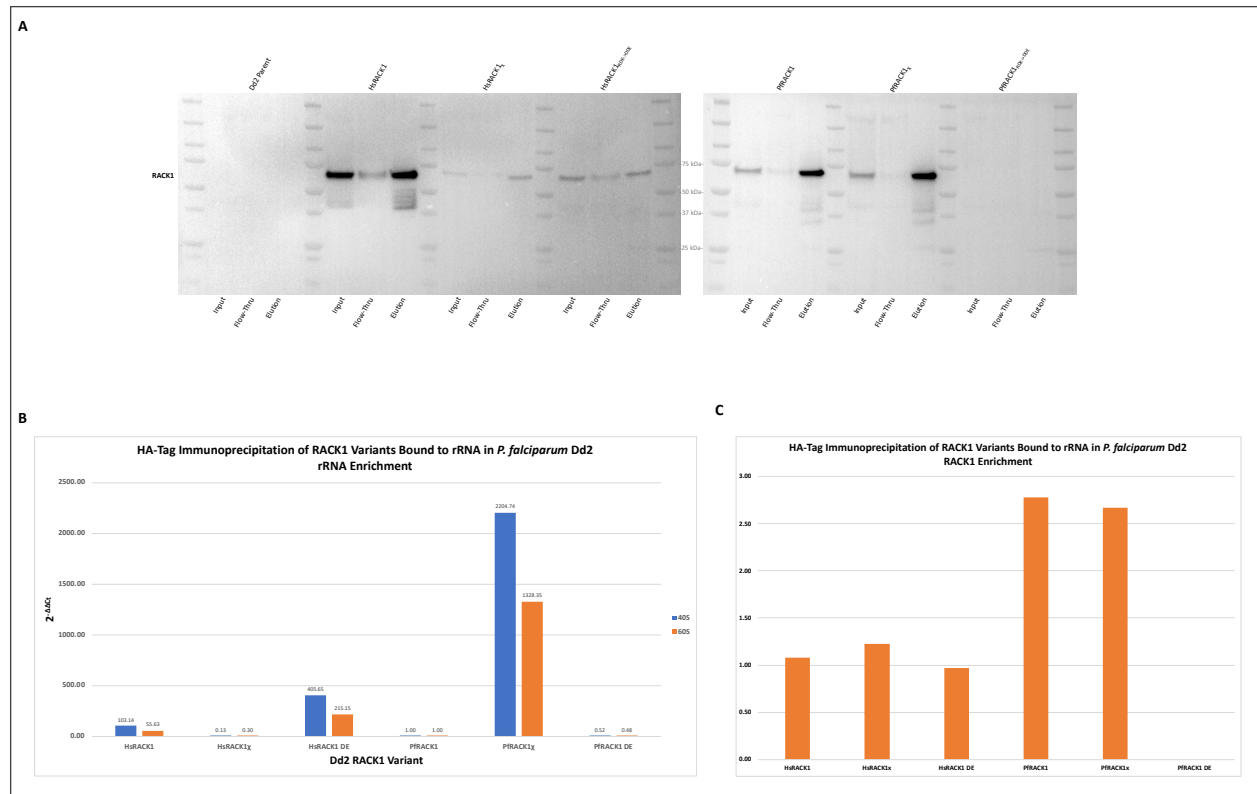 A
Dd2 Parent
HsRACK1
HsRACK1χ
PfRACK1
PfRACK1χ
RACK1
75 kDa-
50 kDa-
37 kDa-
25 kDa-
Input
Flow-Thru
Elution
Input
Flow-Thru
Elution
Input
Flow-Thru
Elution
Input
Flow-Thru
Elution
Input
Flow-Thru
Elution
Input
Flow-Thru
Elution
Input
Flow-Thru
Elution
B
HA-Tag Immunoprecipitation of RACK1 Variants Bound to rRNA in P. falciparum Dd2
rRNA Enrichment
2500.00
2000.00
1500.00
1000.00
500.00
0.00
2^-ΔΔCt
103.14
55.63
0.13
0.30
405.65
215.15
1.00
1.00
2204.74
1328.35
0.52
0.48
HsRACK1
HsRACK1χ
HsRACK1 DE
PfRACK1
PfRACK1χ
PfRACK1 DE
Dd2 RACK1 Variant
40S
60S
C
HA-Tag Immunoprecipitation of RACK1 Variants Bound to rRNA in P. falciparum Dd2
RACK1 Enrichment
3.00
2.50
2.00
1.50
1.00
0.50
0.00
HsRACK1
HsRACK1x
HsRACK1 DE
PfRACK1
PfRACK1x
PfRACK1 DE